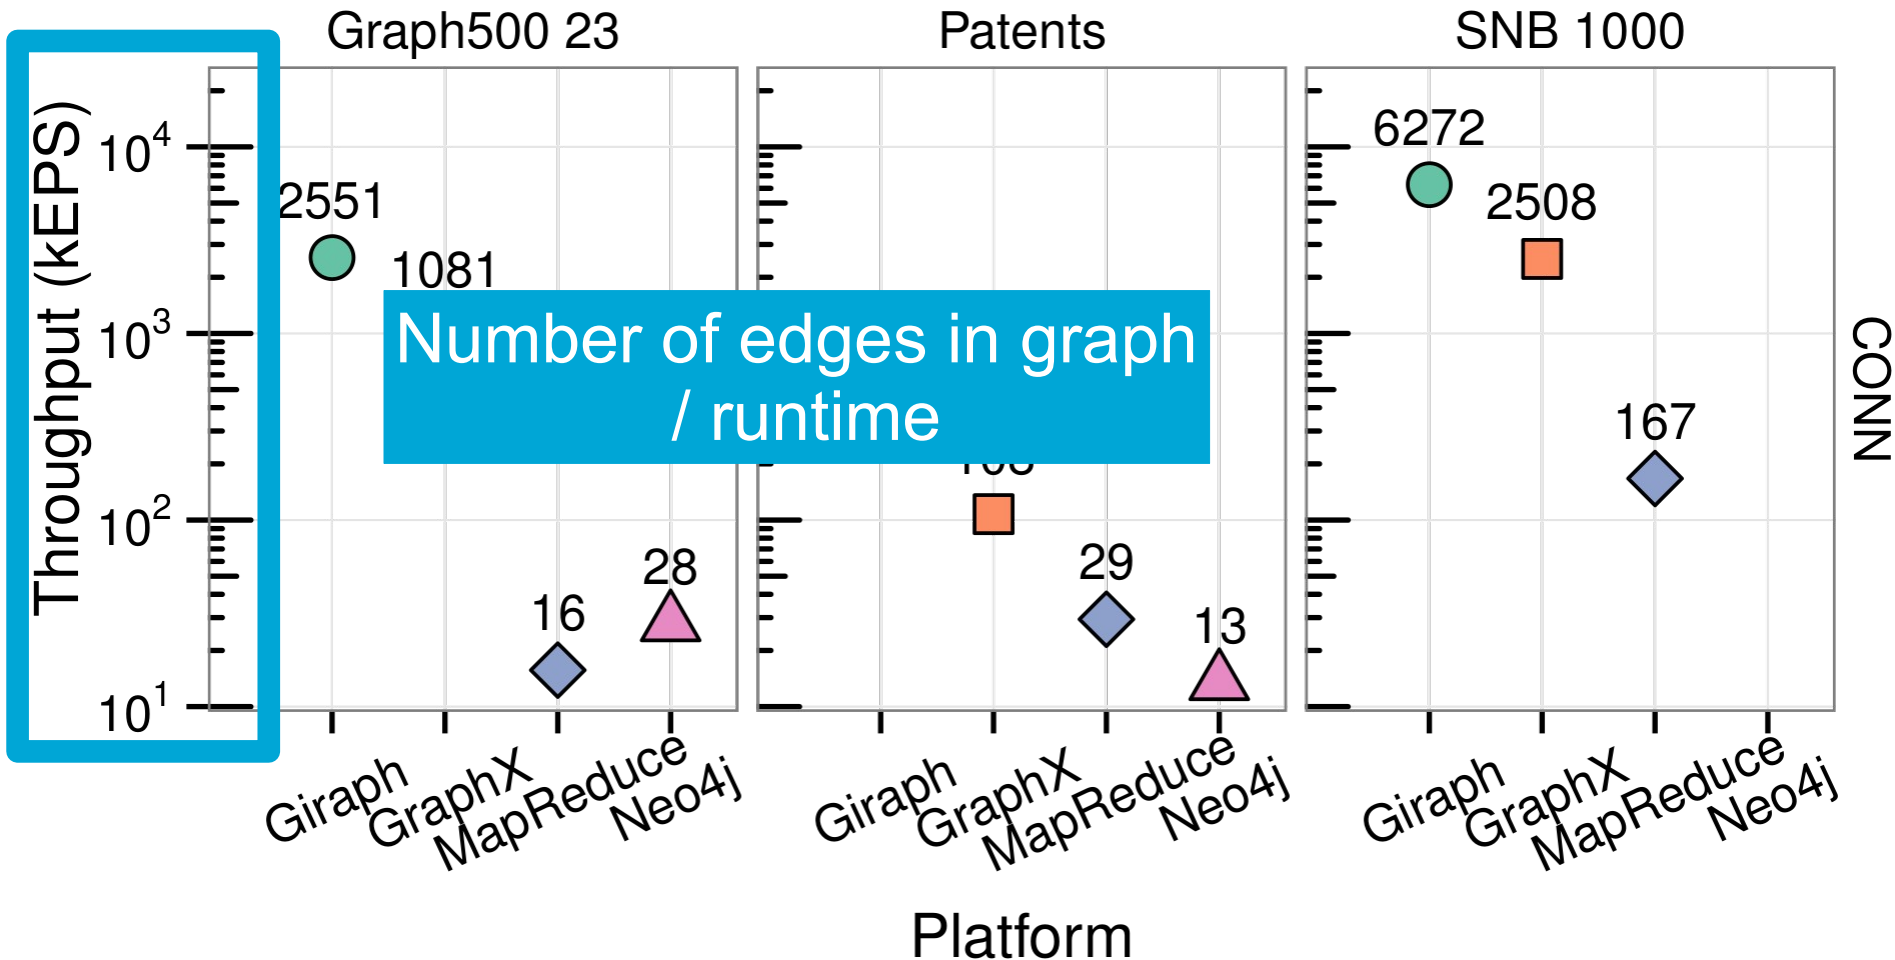 Graph500 23
Patents
SNB 1000
Throughput (kEPS)
10^4
10^3
10^2
10^1
2551
1081
16
28
29
13
6272
2508
167
Number of edges in graph
/ runtime
CONN
Giraph
GraphX
MapReduce
Neo4j
Giraph
GraphX
MapReduce
Neo4j
Giraph
GraphX
MapReduce
Neo4j
Platform